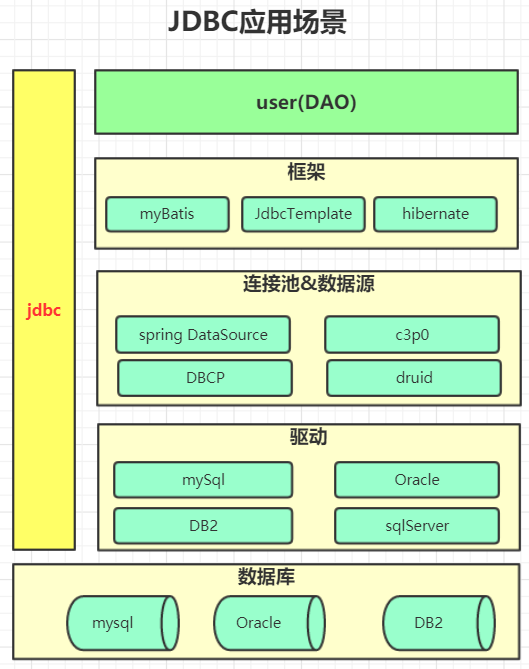 JDBC应用场景
user(DAO)
jdbc
框架
myBatis
JdbcTemplate
hibernate
连接池&数据源
spring DataSource
c3p0
DBCP
druid
驱动
mySql
Oracle
DB2
sqlServer
数据库
mysql
Oracle
DB2